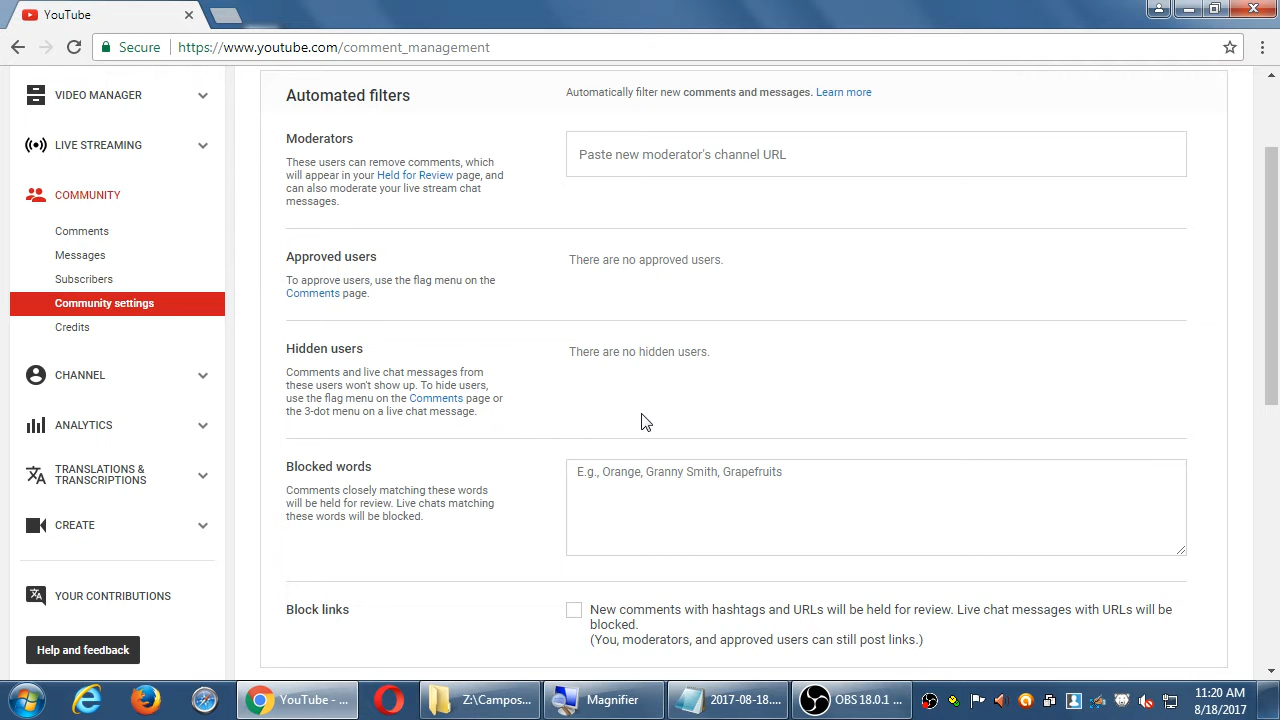 YouTube
Secure | https://www.youtube.com/comment_management
VIDEO MANAGER
LIVE STREAMING
COMMUNITY
Comments
Messages
Subscribers
Community settings
Credits
CHANNEL
ANALYTICS
TRANSLATIONS &
TRANSCRIPTIONS
CREATE
YOUR CONTRIBUTIONS
Help and feedback
Automated filters
Automatically filter new comments and messages. Learn more
Moderators
These users can remove comments, which
will appear in your Held for Review page, and
can also moderate your live stream chat
messages.
Paste new moderator's channel URL
Approved users
To approve users, use the flag menu on the
Comments page.
There are no approved users.
Hidden users
Comments and live chat messages from
these users won't show up. To hide users,
use the flag menu on the Comments page or
the 3-dot menu on a live chat message.
There are no hidden users.
Blocked words
Comments closely matching these words
will be held for review. Live chats matching
these words will be blocked.
E.g., Orange, Granny Smith, Grapefruits
Block links
New comments with hashtags and URLs will be held for review. Live chat messages with URLs will be
blocked.
(You, moderators, and approved users can still post links.)
YouTube - ...
Z:\Campos...
Magnifier
2017-08-18....
OBS 18.0.1 ...
11:20 AM
8/18/2017